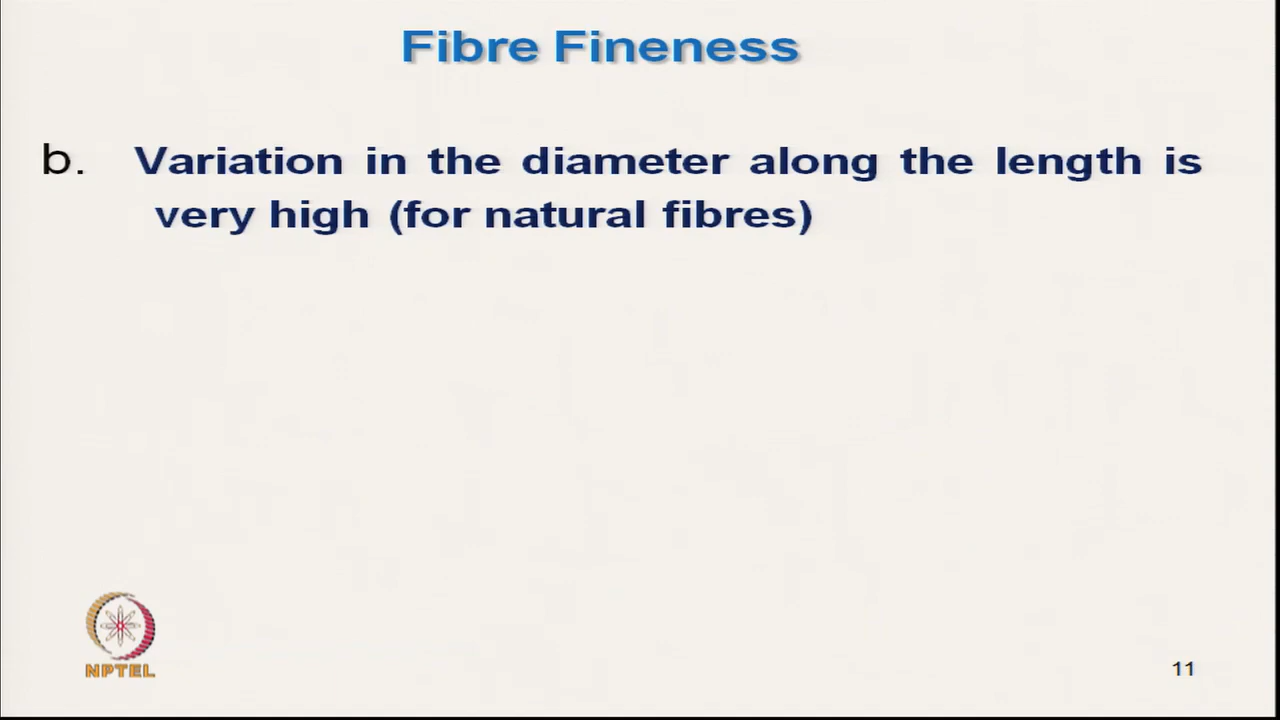 Fibre Fineness
b. Variation in the diameter along the length is
very high (for natural fibres)
NPTEL
11